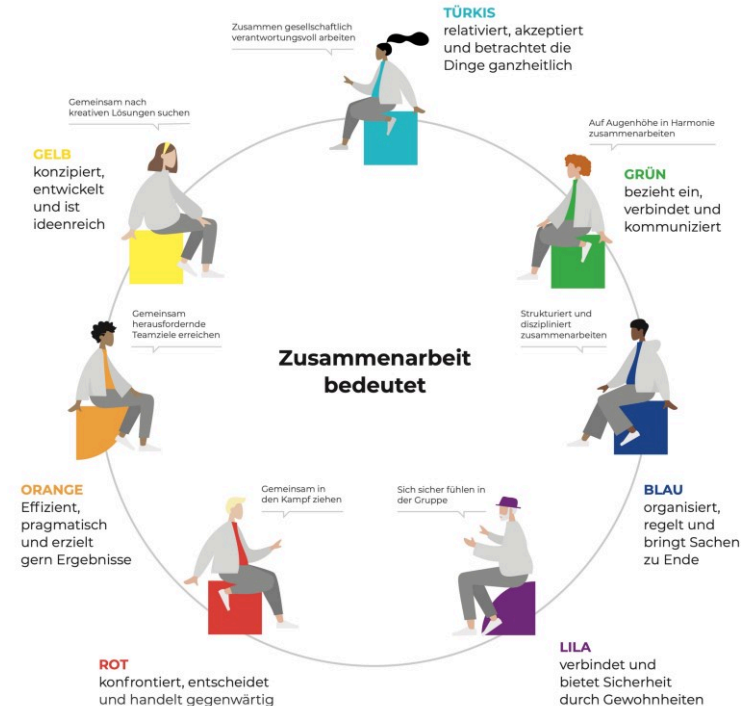 Zusammen gesellschaftlich
verantwortungsvoll arbeiten
TÜRKIS
relativiert, akzeptiert
und betrachtet die
Dinge ganzheitlich
Gemeinsam nach
kreativen Lösungen suchen
GELB
konzipiert,
entwickelt
und ist
ideenreich
Auf Augenhöhe in Harmonie
zusammenarbeiten
GRÜN
bezieht ein,
verbindet und
kommuniziert
Gemeinsam
herausfordernde
Teamziele erreichen
Strukturiert und
diszipliniert
zusammenarbeiten
Zusammenarbeit
bedeutet
ORANGE
Effizient,
pragmatisch
und erzielt
gern Ergebnisse
Gemeinsam in
den Kampf ziehen
Sich sicher fühlen in
der Gruppe
BLAU
organisiert,
regelt und
bringt Sachen
zu Ende
ROT
konfrontiert, entscheidet
und handelt gegenwärtig
LILA
verbindet und
bietet Sicherheit
durch Gewohnheiten